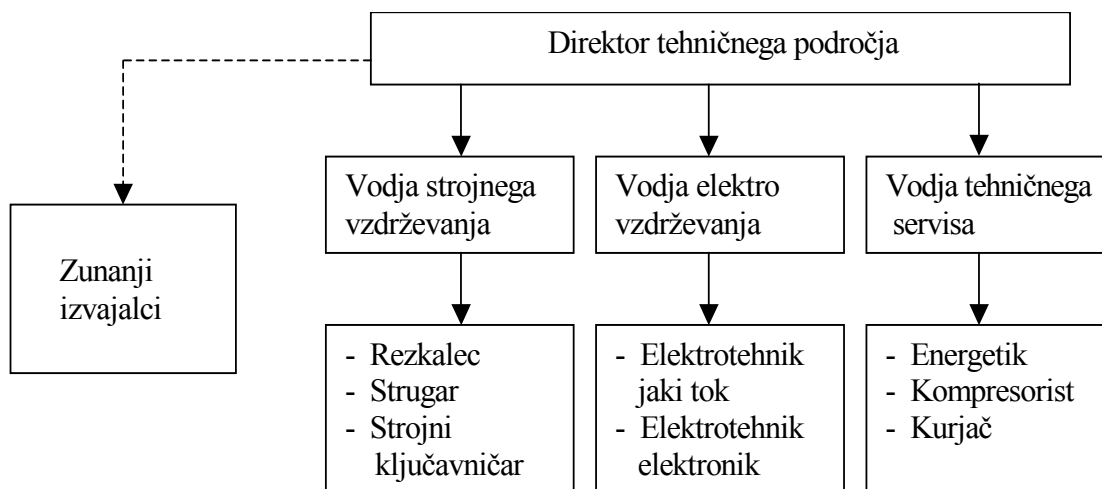 Direktor tehničnega področja
Zunanji
izvajalci
Vodja strojnega
vzdrževanja
Vodja elektro
vzdrževanja
Vodja tehničnega
servisa
- Rezkalec
- Strugar
- Strojni
ključavničar
- Elektrotehnik
jaki tok
- Elektrotehnik
elektronik
- Energetik
- Kompresorist
- Kurjač